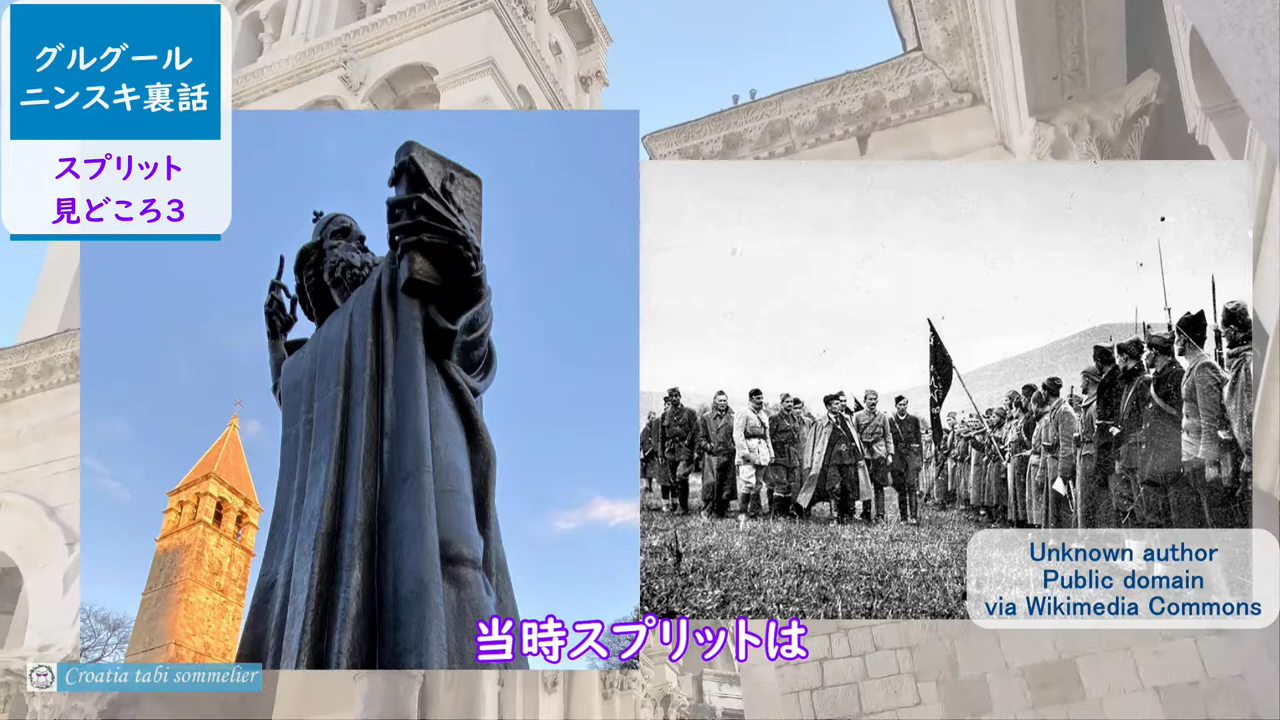 グルグール
ニンスキ裏話
スプリット
見どころ3
Unknown author
Public domain
via Wikimedia Commons
当時スプリットは
Croatia tabi sommelier